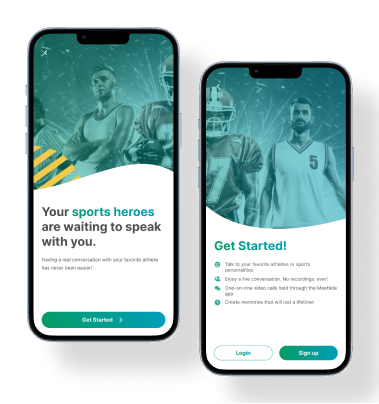 Your sports heroes
are waiting to speak
with you.
Having a real conversation with your favorite athlete
has never been easier!
Get Started
5
Get Started!
Talk to your favorite athletes or sports
personalities
Enjoy a live conversation. No recordings, ever!
One-on-one video calls held through the Meetlete
app
Create memories that will last a lifetime!
Login
Sign up